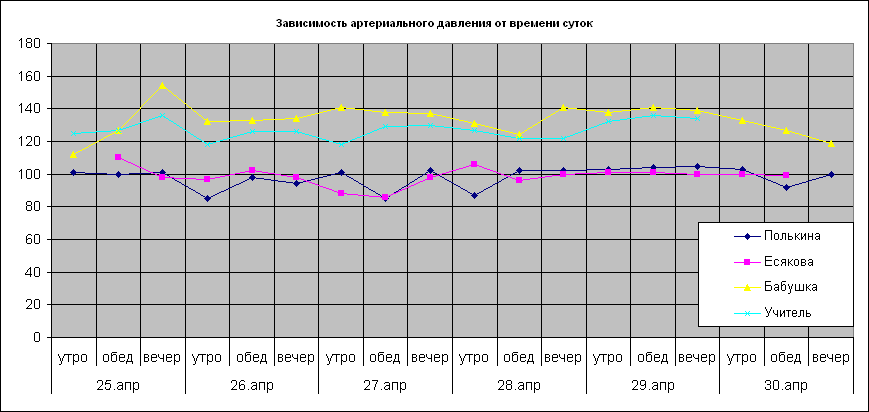 Зависимость артериального давления от времени суток
180
160
140
120
100
80
60
40
20
0
Полькина
Есякова
Бабушка
Учитель
утро обед вечер утро обед вечер утро обед вечер утро обед вечер утро обед вечер утро обед вечер
25.апр 26.апр 27.апр 28.апр 29.апр 30.апр